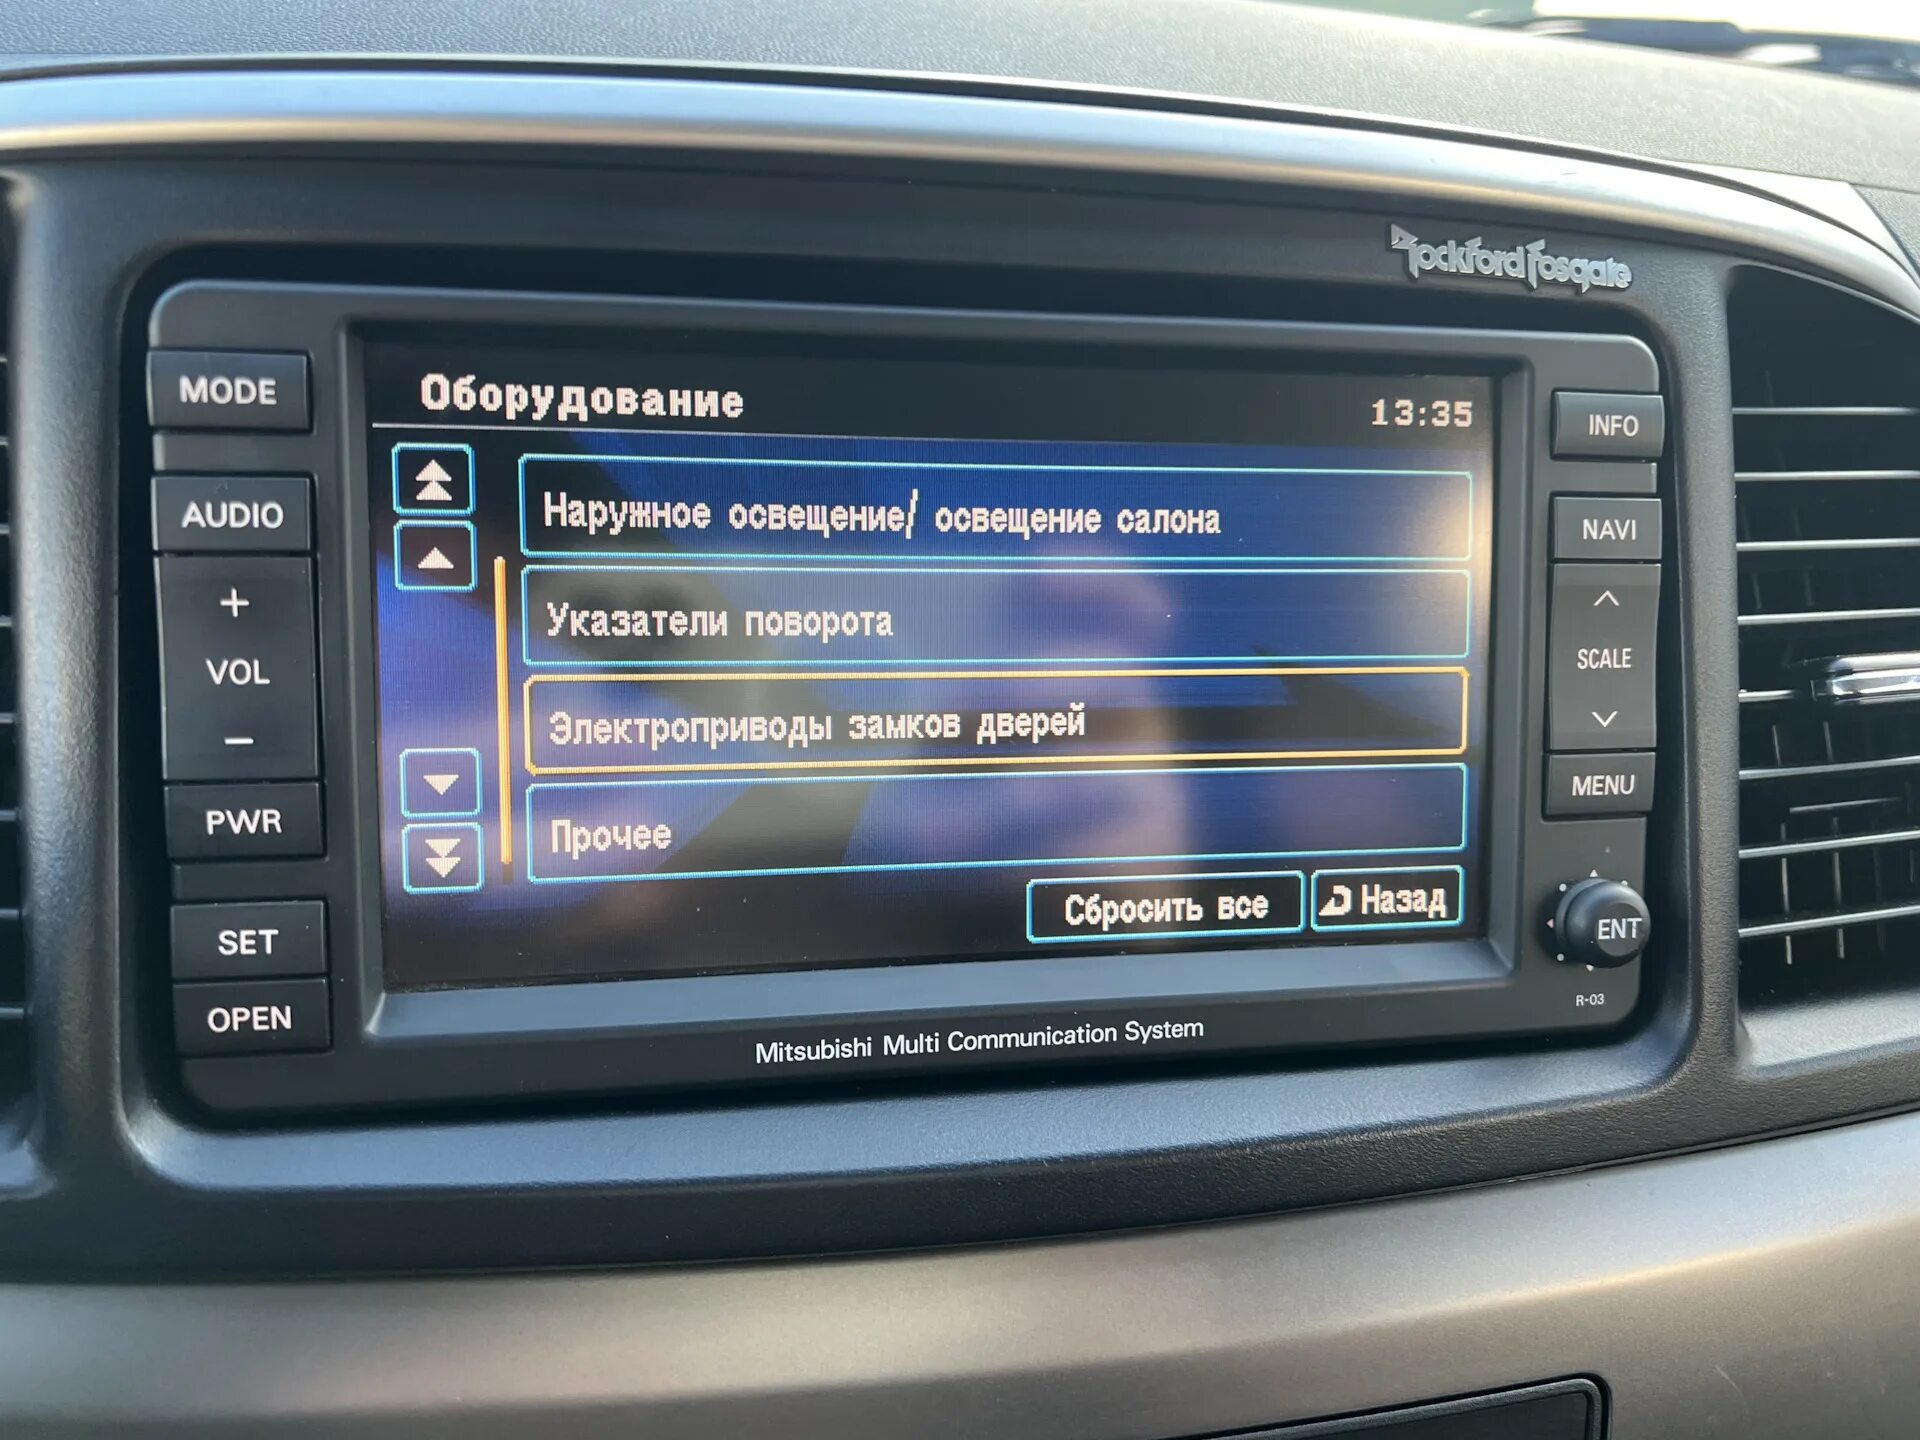 Rockford Fosgate
MODE
AUDIO
+
VOL
−
PWR
SET
OPEN
Оборудование
13:35
Наружное освещение/ освещение салона
Указатели поворота
Электроприводы замков дверей
Прочее
Сбросить все
Назад
INFO
NAVI
SCALE
MENU
ENT
R-03
Mitsubishi Multi Communication System